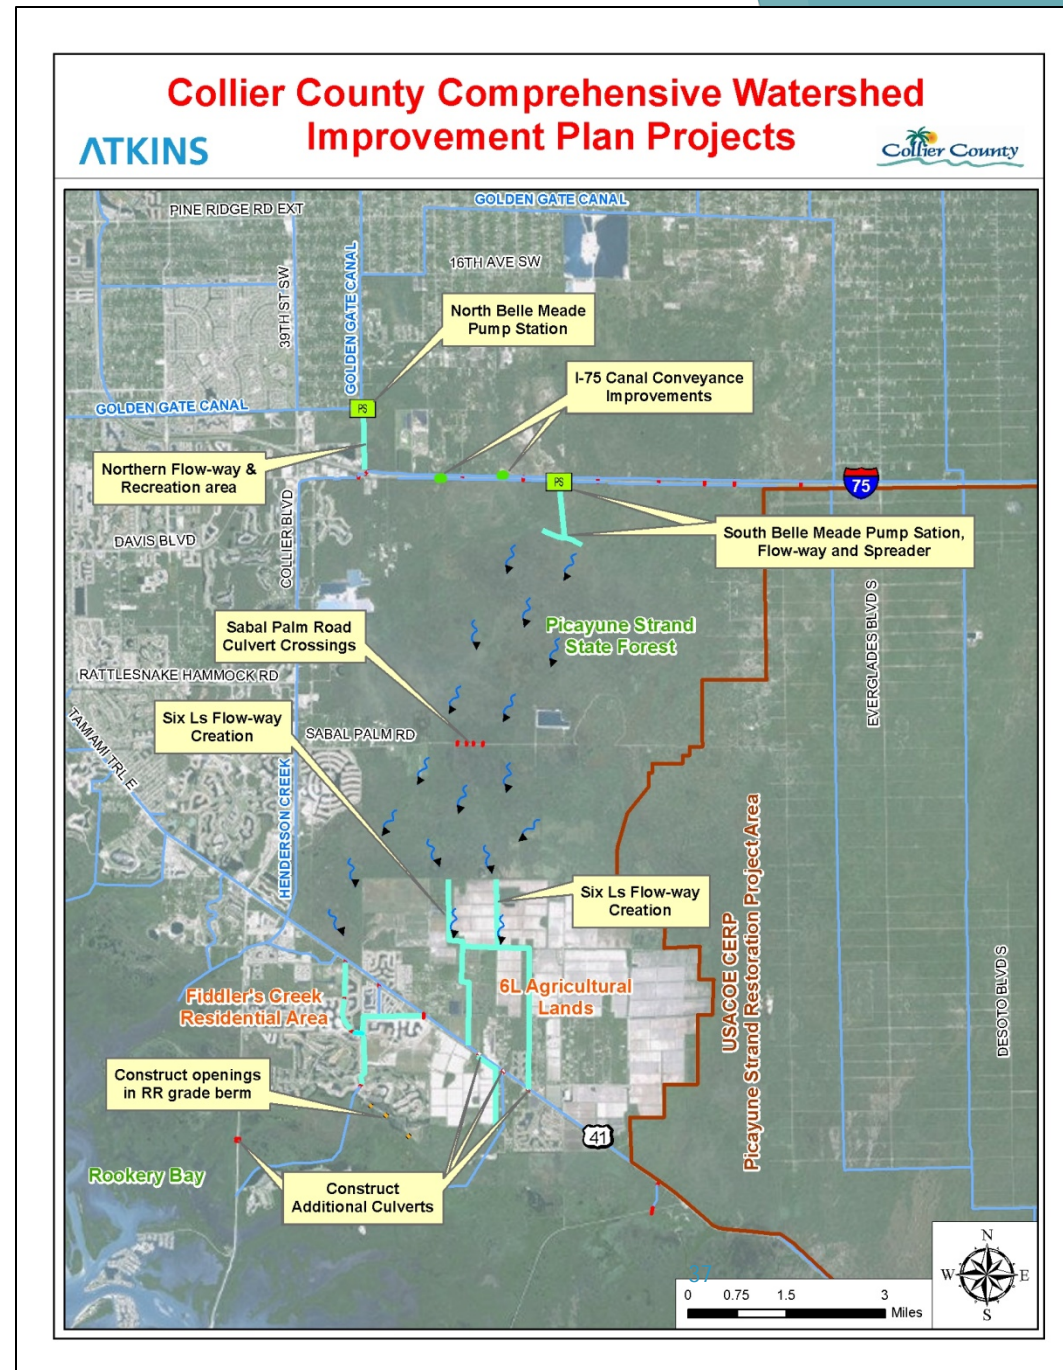 Collier County Comprehensive Watershed
Improvement Plan Projects
ATKINS
Collier County
GOLDEN GATE CANAL
PINE RIDGE RD EXT
16TH AVE SW
39TH ST SW
GOLDEN GATE CANAL
North Belle Meade
Pump Station
I-75 Canal Conveyance
Improvements
GOLDEN GATE CANAL
PS
Northern Flow-way &
Recreation area
PS
75
COLLIER BLVD
DAVIS BLVD
South Belle Meade Pump Sation,
Flow-way and Spreader
Sabal Palm Road
Culvert Crossings
Picayune Strand
State Forest
EVERGLADES BLVD S
RATTLESNAKE HAMMOCK RD
Six Ls Flow-way
Creation
SABAL PALM RD
TAMIAMI TRL E
HENDERSON CREEK
USACOE CERP
Picayune Strand Restoration Project Area
Six Ls Flow-way
Creation
DESOTO BLVD S
6L Agricultural
Lands
Fiddler's Creek
Residential Area
Construct openings
in RR grade berm
41
Rookery Bay
Construct
Additional Culverts
37
0 0.75 1.5 3
Miles
N
W E
S